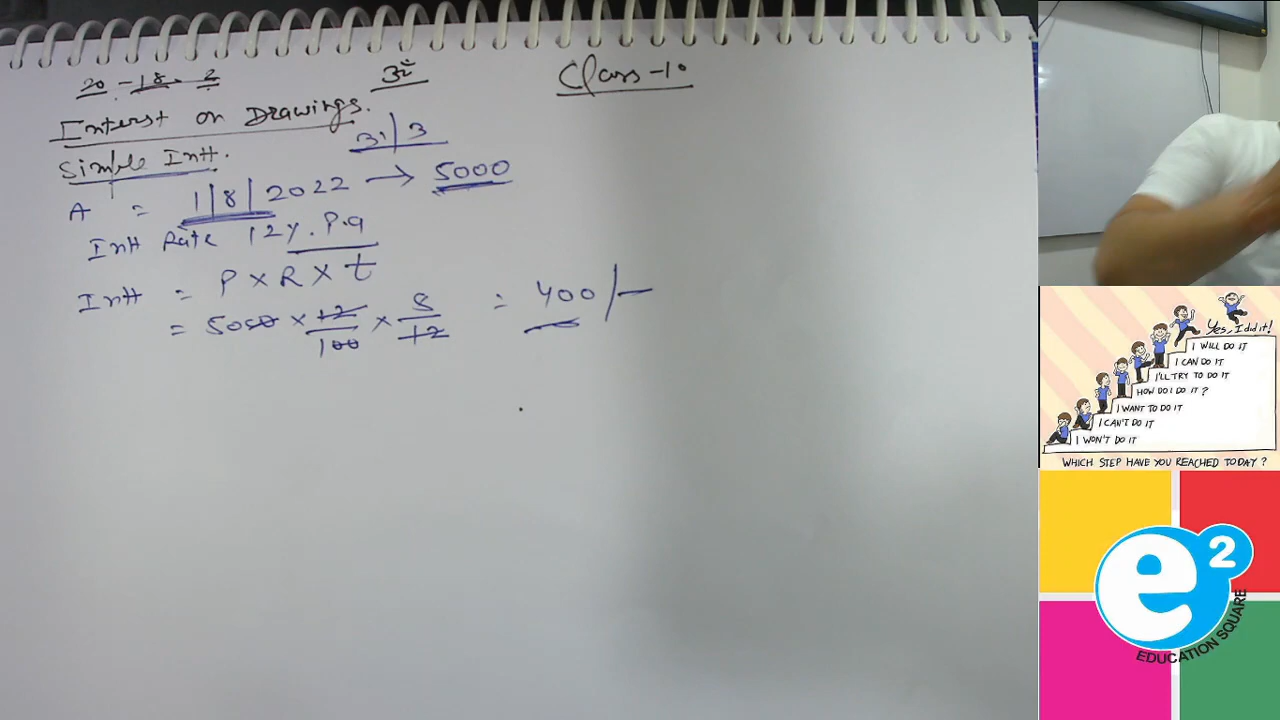 20 - 18. 2
Interst on Drawings.
Class-10
Simple Intt.
31/3
A = 1/8/2022 → 5000
Intt Rate 12%. P.a
Intt = P × R × t
= 5000 × 12/100 × 8/12 = 400/-
Yes, I did it!
I WILL DO IT
I CAN DO IT
I'LL TRY TO DO IT
HOW DO I DO IT?
I WANT TO DO IT
I CAN'T DO IT
I WON'T DO IT
WHICH STEP HAVE YOU REACHED TODAY?
e2
EDUCATION SQUARE